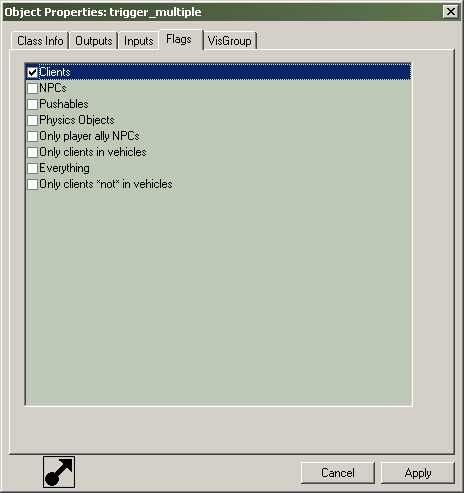 Object Properties: trigger_multiple
Class Info Outputs Inputs Flags VisGroup
Clients
NPCs
Pushables
Physics Objects
Only player ally NPCs
Only clients in vehicles
Everything
Only clients *not* in vehicles
Cancel Apply